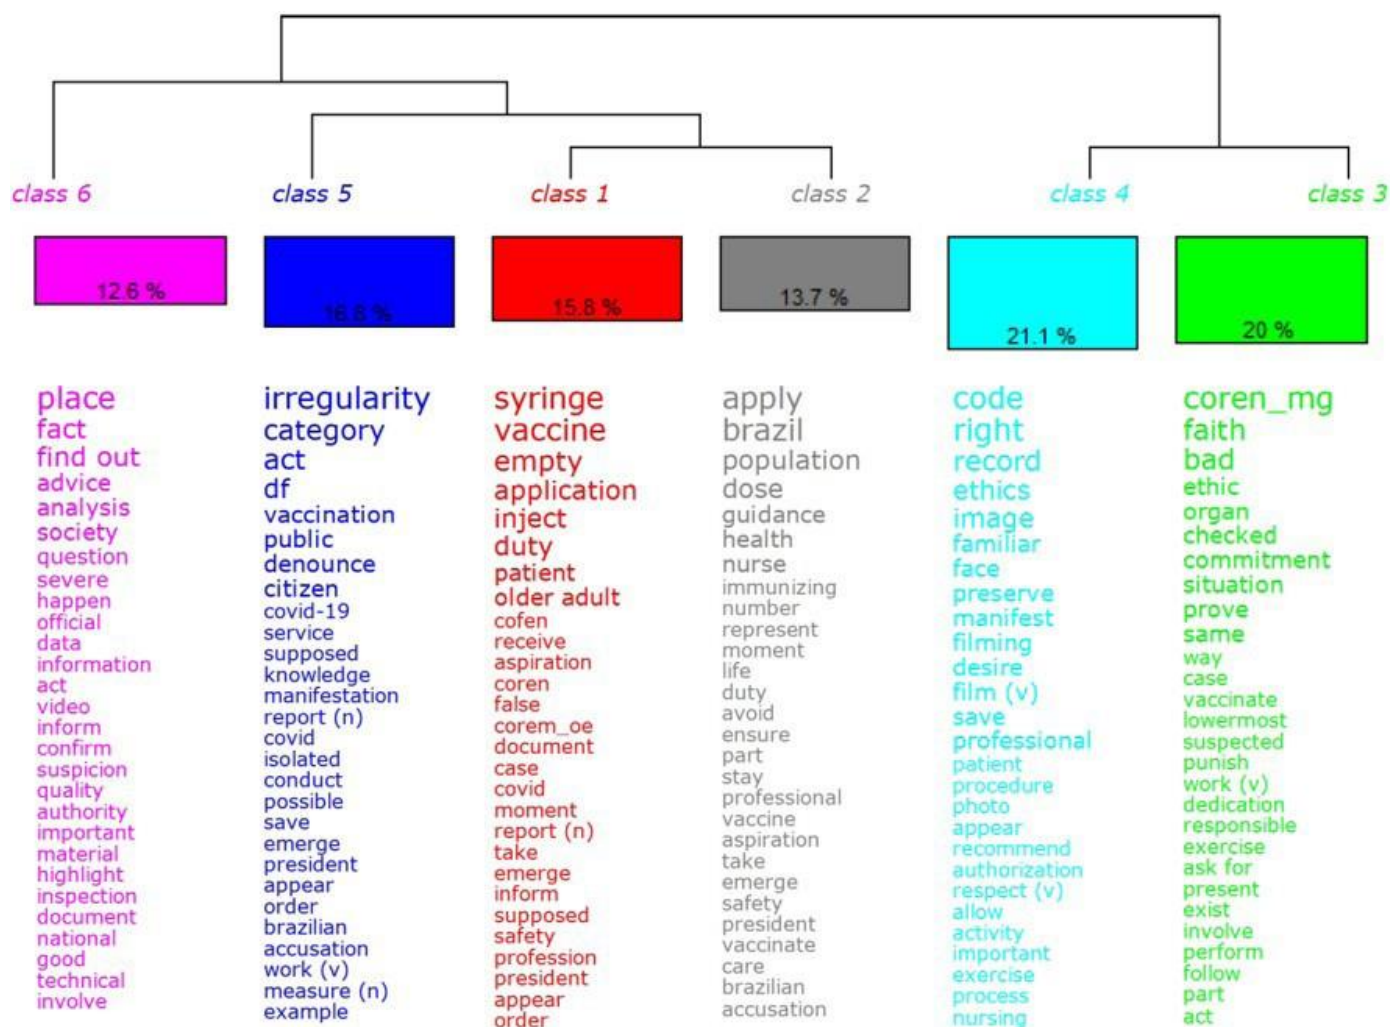 class 6
class 5
class 1
class 2
class 4
class 3
12.6 %
16.8 %
15.8 %
13.7 %
21.1 %
20 %
place
fact
find out
advice
analysis
society
question
severe
happen
official
data
information
act
video
inform
confirm
suspicion
quality
authority
important
material
highlight
inspection
document
national
good
technical
involve
irregularity
category
act
df
vaccination
public
denounce
citizen
covid-19
service
supposed
knowledge
manifestation
report (n)
covid
isolated
conduct
possible
save
emerge
president
appear
order
brazilian
accusation
work (v)
measure (n)
example
syringe
vaccine
empty
application
inject
duty
patient
older adult
cofen
receive
aspiration
coren
false
corem_oe
document
case
covid
moment
report (n)
take
emerge
inform
supposed
safety
profession
president
appear
order
apply
brazil
population
dose
guidance
health
nurse
immunizing
number
represent
moment
life
duty
avoid
ensure
part
stay
professional
vaccine
aspiration
take
emerge
safety
president
vaccinate
care
brazilian
accusation
code
right
record
ethics
image
familiar
face
preserve
manifest
filming
desire
film (v)
save
professional
patient
procedure
photo
appear
recommend
authorization
respect (v)
allow
activity
important
exercise
process
nursing
coren_mg
faith
bad
ethic
organ
checked
commitment
situation
prove
same
way
case
vaccinate
lowermost
suspected
punish
work (v)
dedication
responsible
exercise
ask for
present
exist
involve
perform
follow
part
act